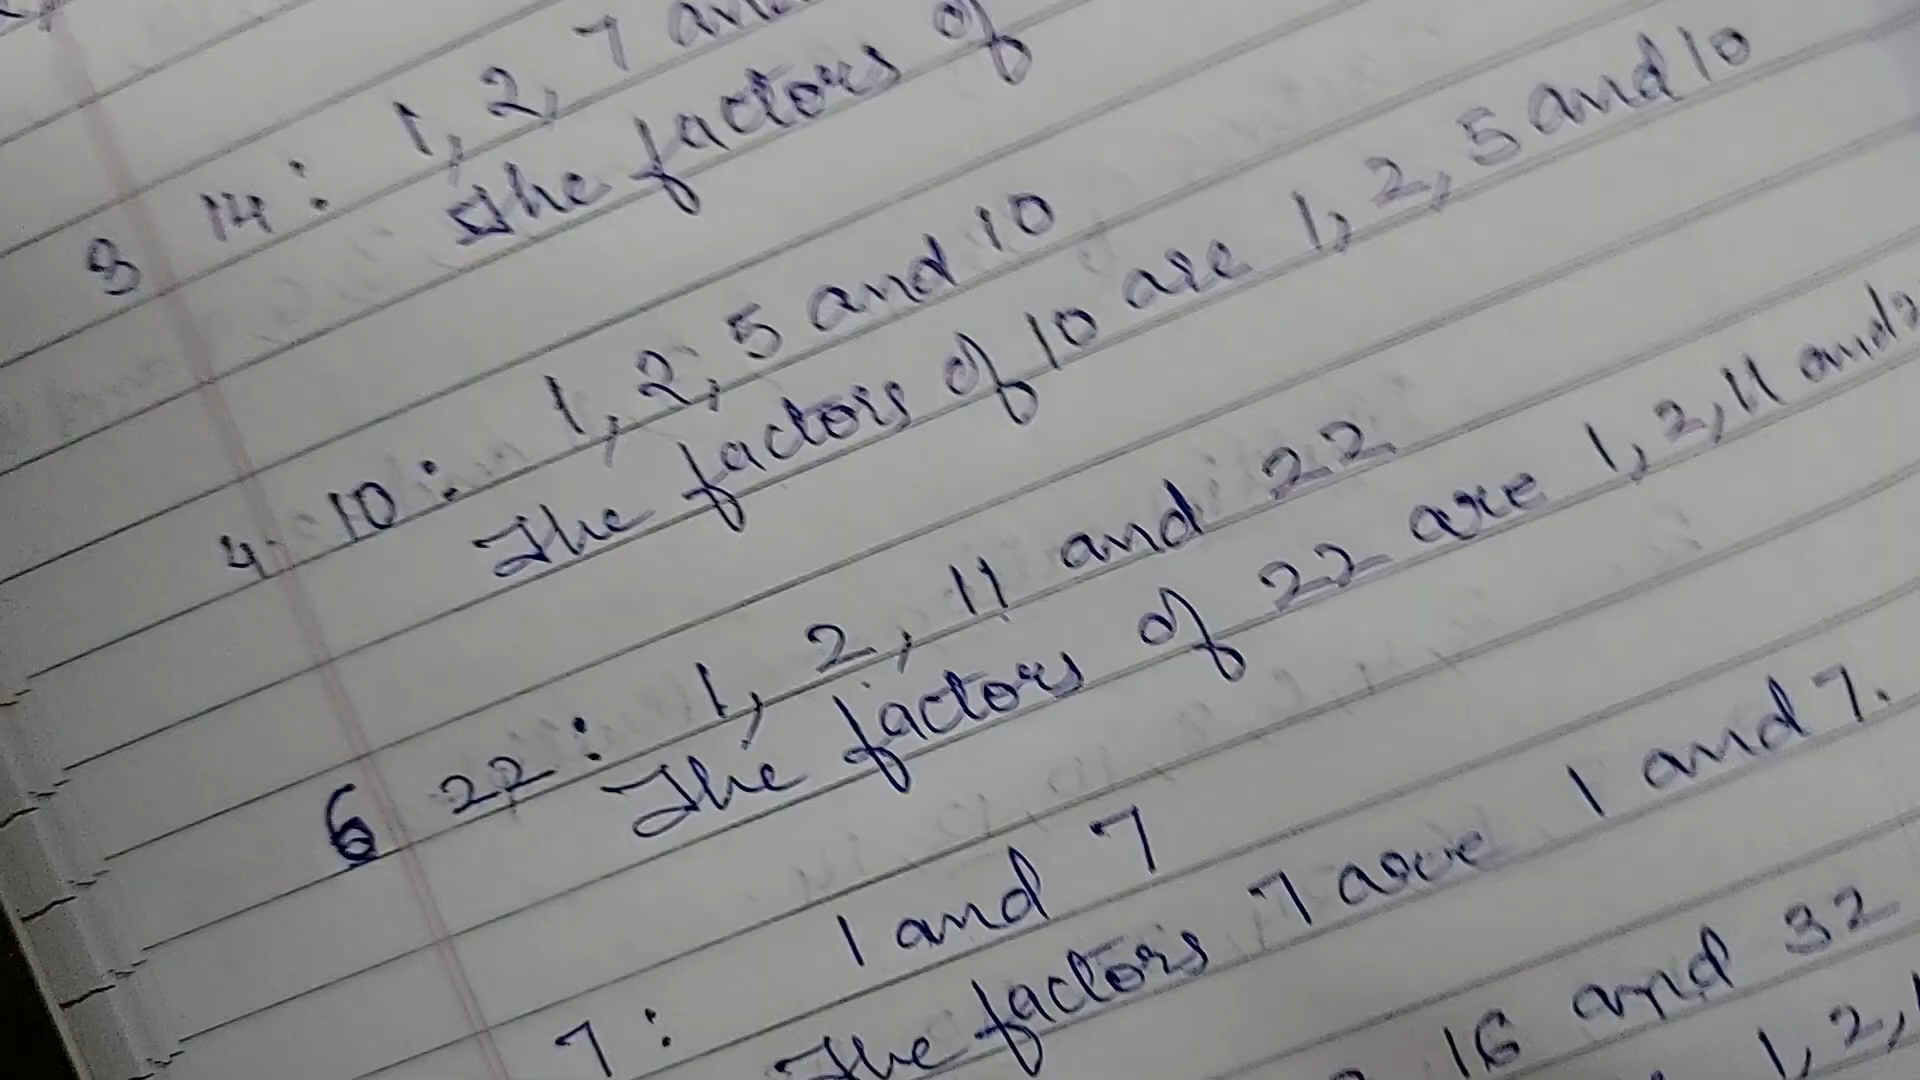 3 14: 1, 2, 7
The factors of
4. 10: 1, 2, 5 and 10
The factors of 10 are 1, 2, 5 and 10
6 22: 1, 2, 11 and 22
The factors of 22 are 1, 2, 11 and
7: 1 and 7
The factors 7 are 1 and 7.
16 and 32
1, 2,